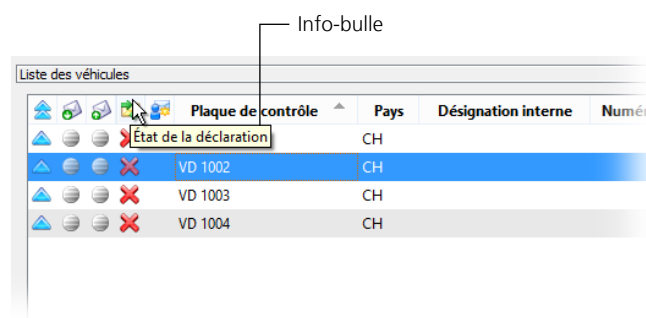 Info-bulle
Liste des véhicules
Plaque de contrôle Pays Désignation interne Numér
État de la déclaration CH
VD 1002 CH
VD 1003 CH
VD 1004 CH